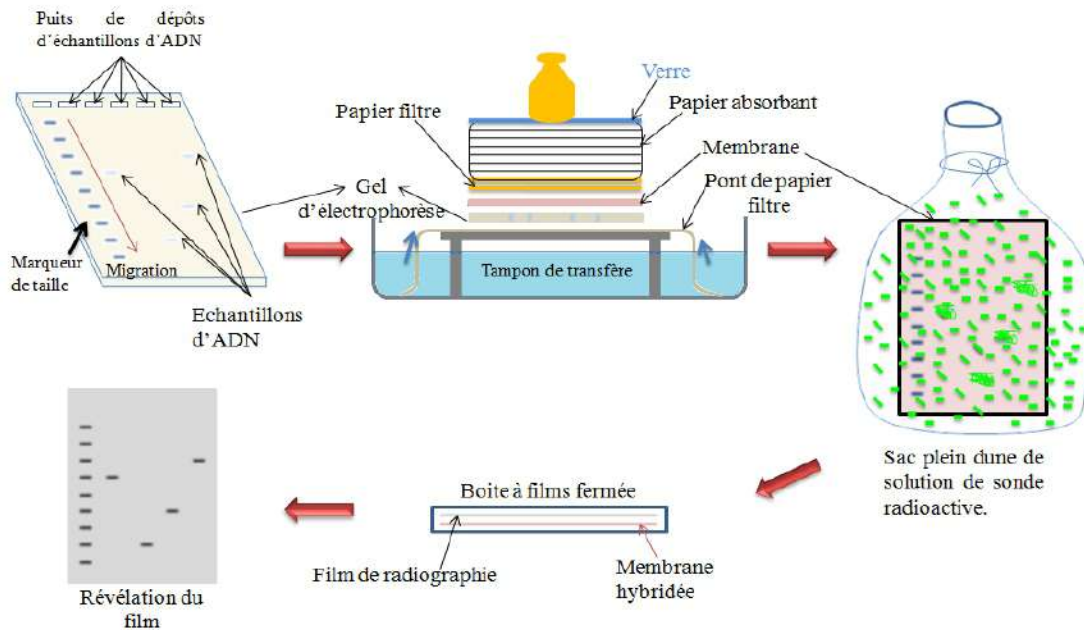 Puits de dépôts
d'échantillons d'ADN
Marqueur
de taille
Migration
Echantillons
d'ADN
Verre
Papier filtre
Papier absorbant
Membrane
Gel
d'électrophorèse
Pont de papier
filtre
Tampon de transfère
Sac plein dune de
solution de sonde
radioactive.
Boite à films fermée
Film de radiographie
Membrane
hybridée
Révélation du
film